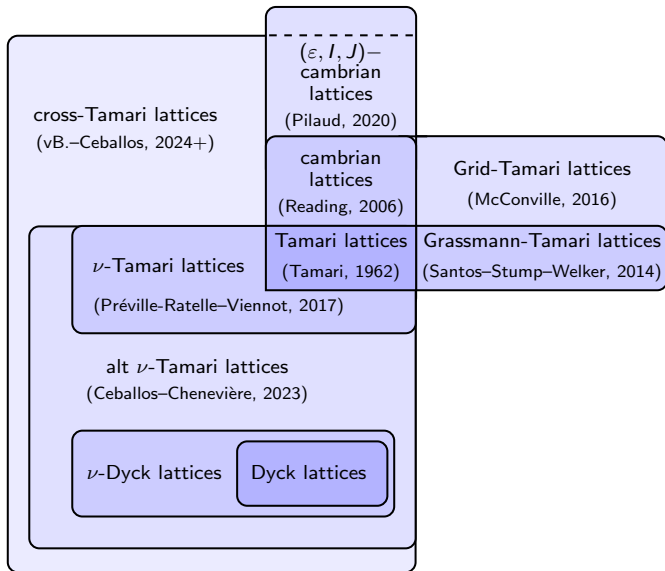 (ε, I, J)−
cambrian
lattices
(Pilaud, 2020)
cross-Tamari lattices
(vB.–Ceballos, 2024+)
cambrian
lattices
(Reading, 2006)
Grid-Tamari lattices
(McConville, 2016)
Tamari lattices
(Tamari, 1962)
Grassmann-Tamari lattices
(Santos–Stump–Welker, 2014)
ν-Tamari lattices
(Préville-Ratelle–Viennot, 2017)
alt ν-Tamari lattices
(Ceballos–Chenevière, 2023)
ν-Dyck lattices
Dyck lattices